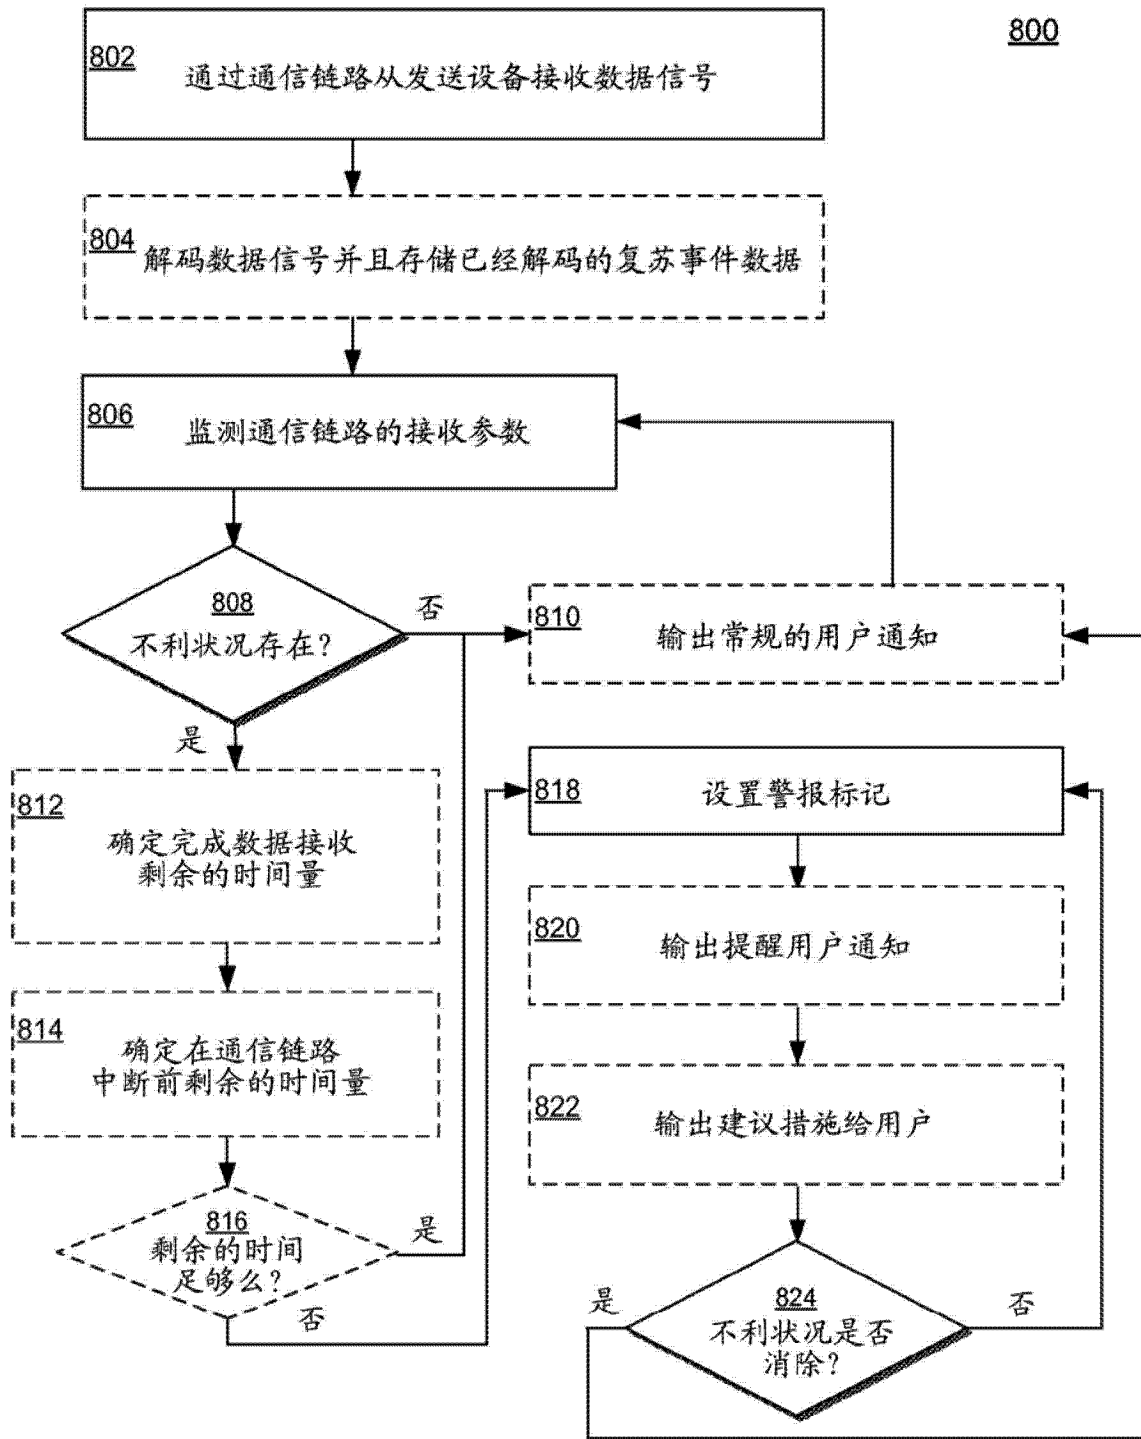 800
802
通过通信链路从发送设备接收数据信号
804
解码数据信号并且存储已经解码的复苏事件数据
806
监测通信链路的接收参数
808
不利状况存在?
否
是
810
输出常规的用户通知
812
确定完成数据接收
剩余的时间量
814
确定在通信链路
中断前剩余的时间量
816
剩余的时间
足够么?
是
否
818
设置警报标记
820
输出提醒用户通知
822
输出建议措施给用户
824
不利状况是否
消除?
是
否